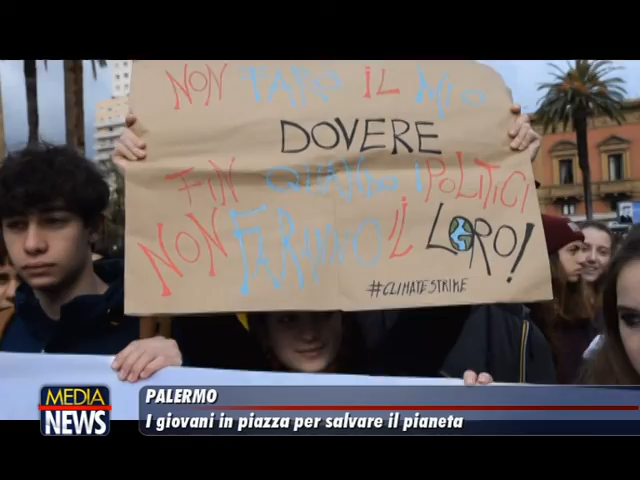 NON FARÒ IL MIO
DOVERE
FIN QUANDO I POLITICI
NON FARANNO IL LORO!
#CLIMATESTRIKE
PALERMO
I giovani in piazza per salvare il pianeta
MEDIA
NEWS